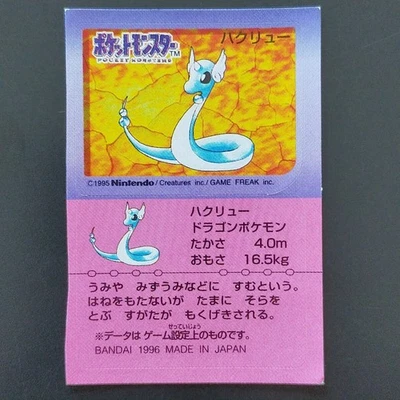 ポケットモンスター TM
POCKET MONSTERS
ハクリュー
©1995 Nintendo/Creatures inc./GAME FREAK inc.
ハクリュー
ドラゴンポケモン
たかさ 4.0m
おもさ 16.5kg
うみや みずうみなどに すむという。
はねをもたないが たまに そらを
とぶ すがたが もくげきされる。
せっていじょう
※データは ゲーム設定上のものです。
BANDAI 1996 MADE IN JAPAN